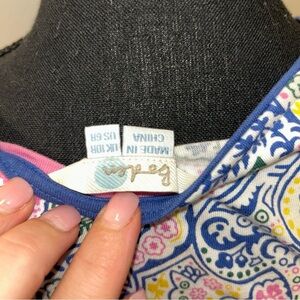 Boden
MADE IN
CHINA
UK 10R
US 6R